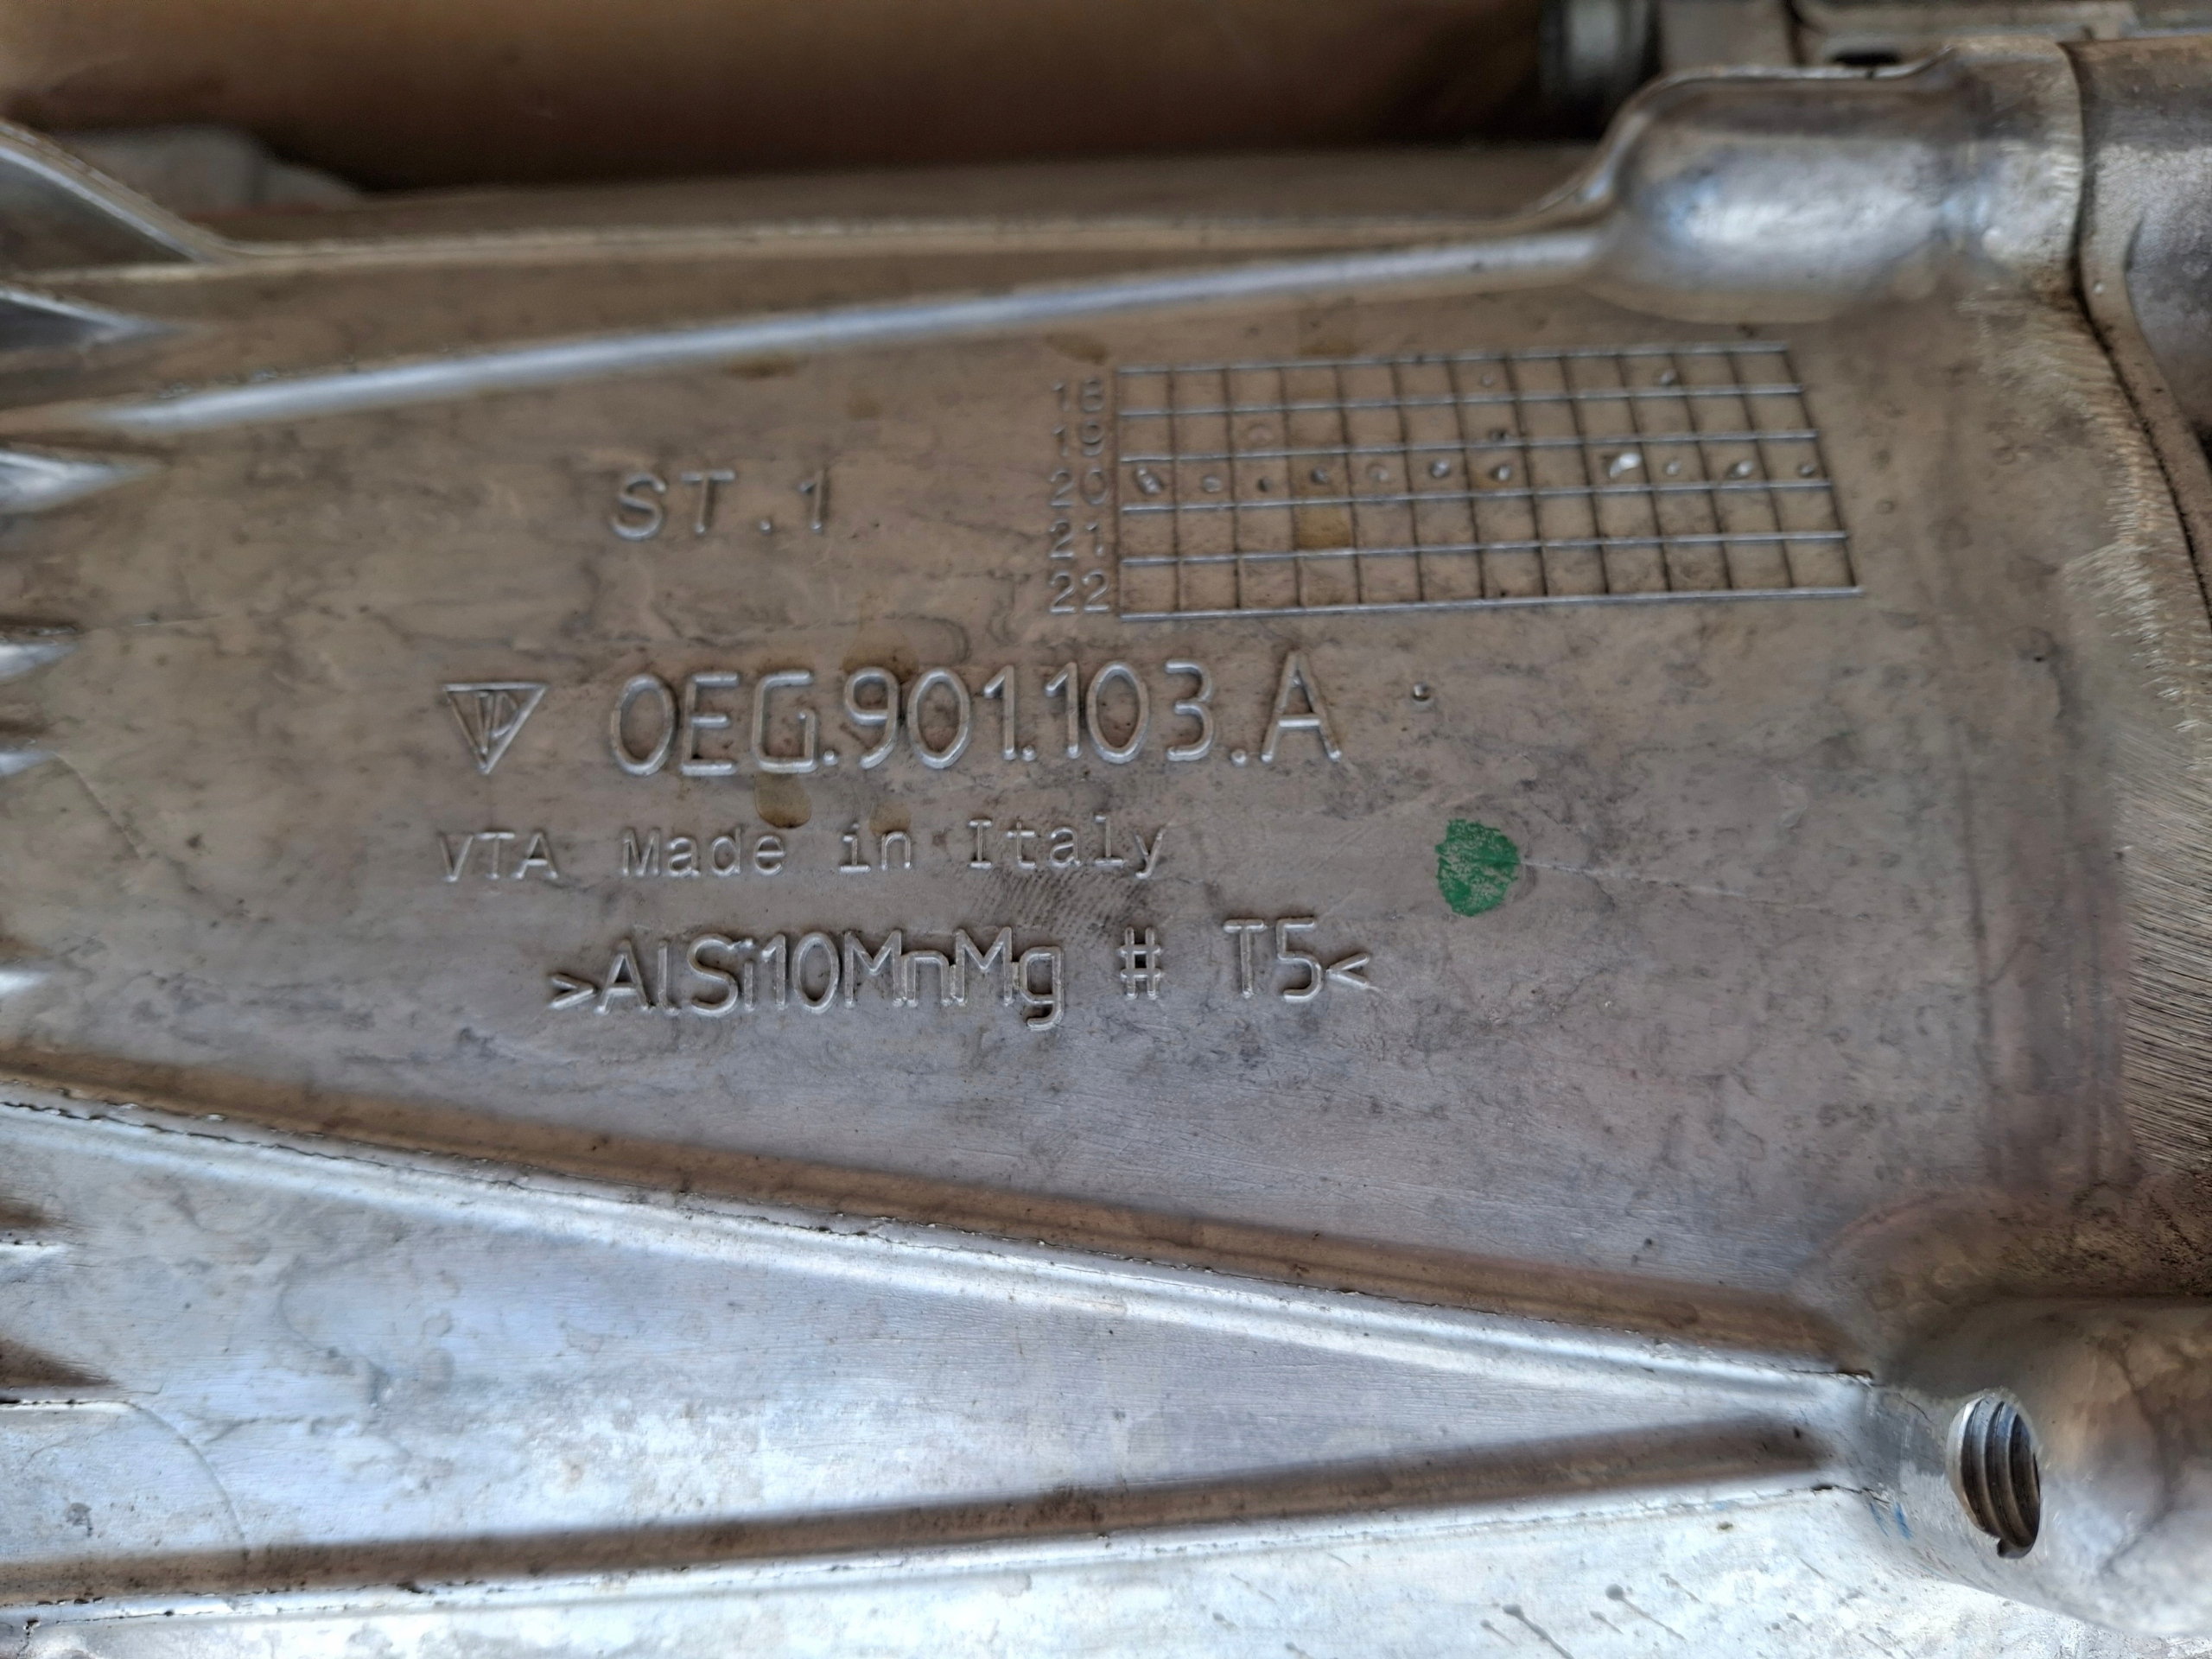 18
19
20
21
22
ST.1
0EG.901.103.A
VTA Made in Italy
>AlSi10MnMg # T5<